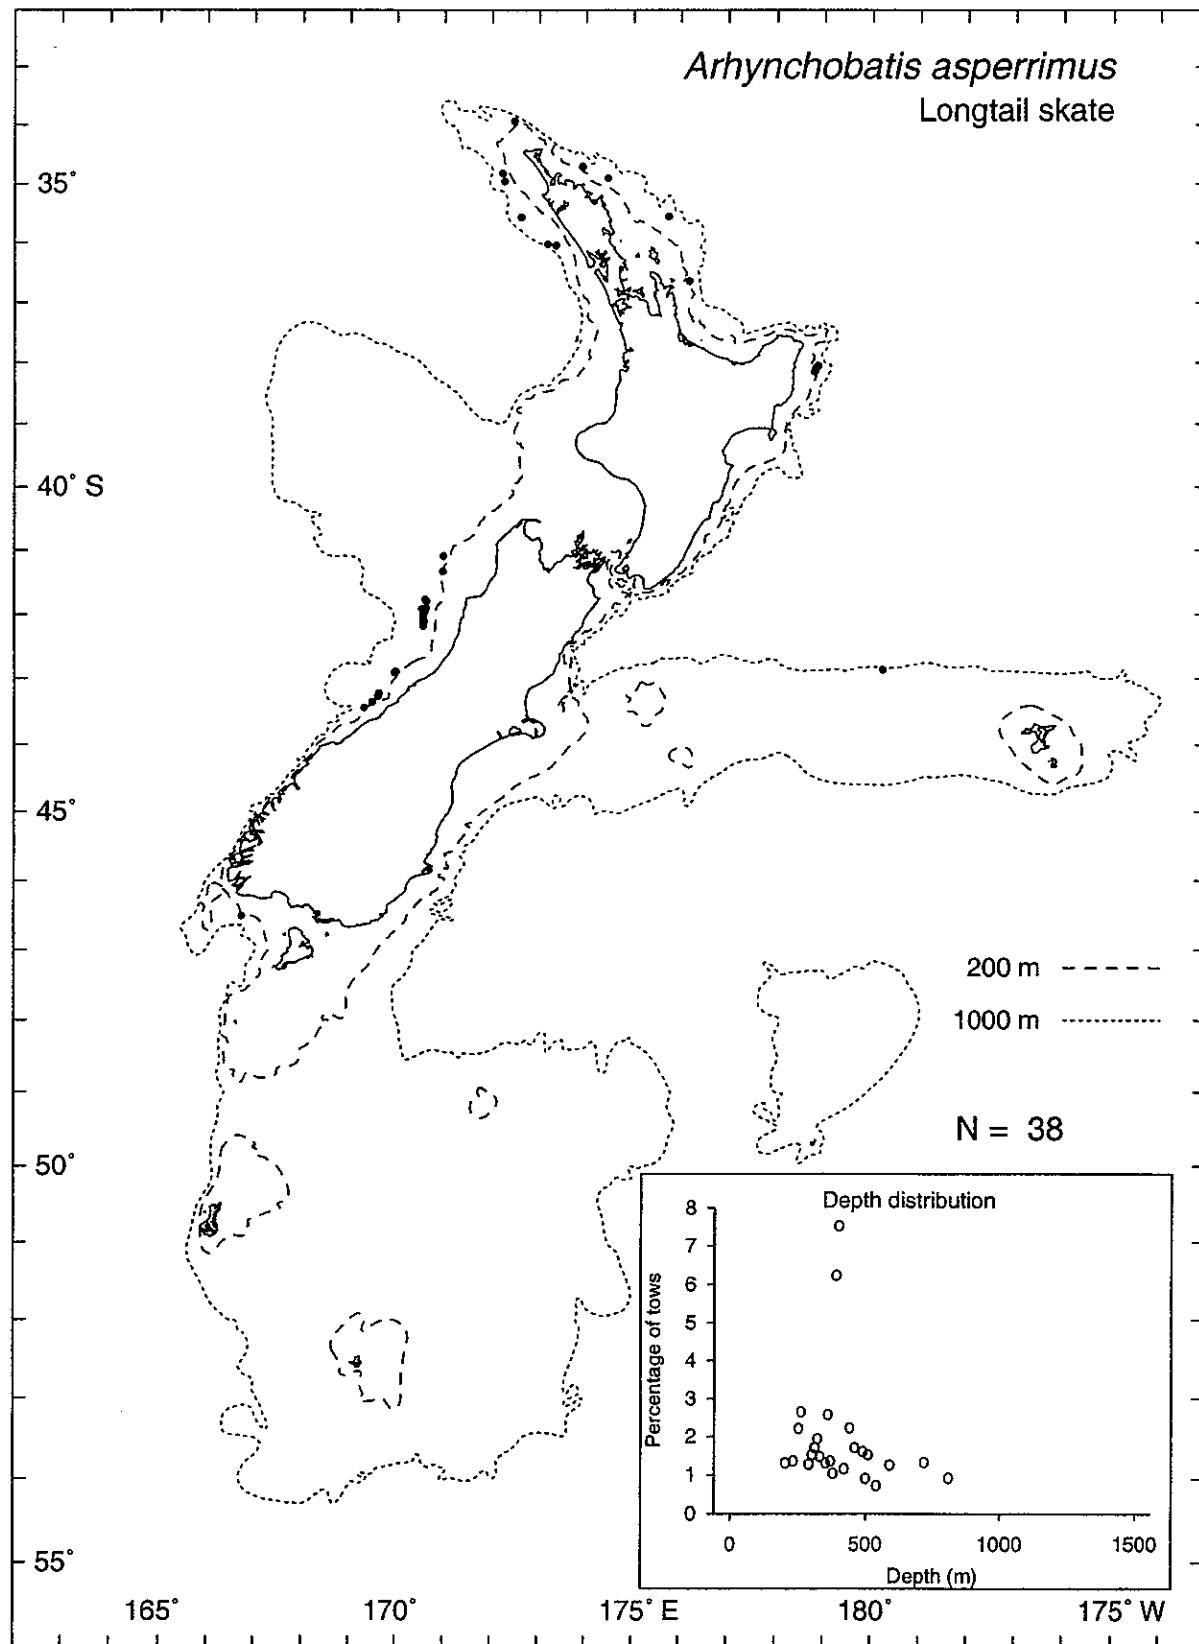 Arhynchobatis asperrimus
Longtail skate
35°
40° S
45°
200 m
1000 m
N = 38
50°
Depth distribution
8
7
6
5
4
3
2
1
0
Percentage of tows
0 500 1000 1500
Depth (m)
55°
165° 170° 175° E 180° 175° W